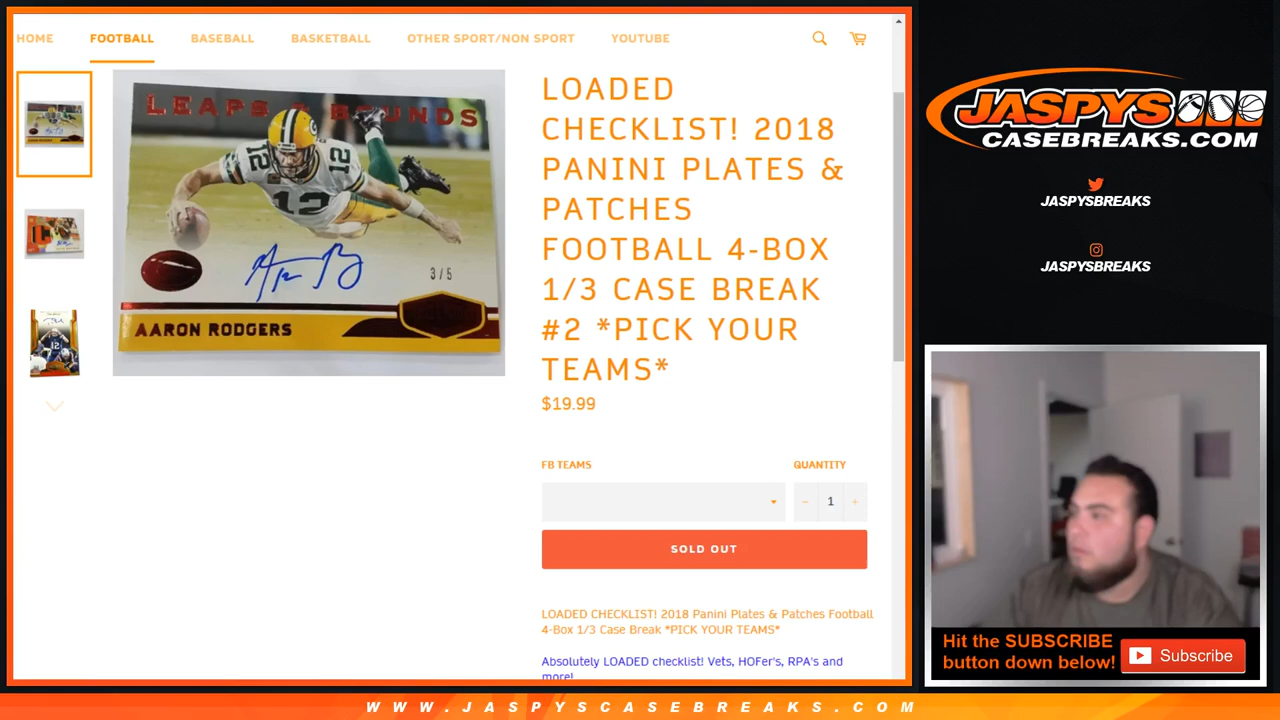 HOME FOOTBALL BASEBALL BASKETBALL OTHER SPORT/NON SPORT YOUTUBE
LEAPS & BOUNDS
12 12
12
3/5
AARON RODGERS
LOADED
CHECKLIST! 2018
PANINI PLATES &
PATCHES
FOOTBALL 4-BOX
1/3 CASE BREAK
#2 *PICK YOUR
TEAMS*
$19.99
FB TEAMS QUANTITY
− 1 +
SOLD OUT
LOADED CHECKLIST! 2018 Panini Plates & Patches Football
4-Box 1/3 Case Break *PICK YOUR TEAMS*
Absolutely LOADED checklist! Vets, HOFer's, RPA's and
more!
JASPYS
CASEBREAKS.COM
JASPYSBREAKS
JASPYSBREAKS
Hit the SUBSCRIBE
button down below!
Subscribe
WWW.JASPYSCASEBREAKS.COM